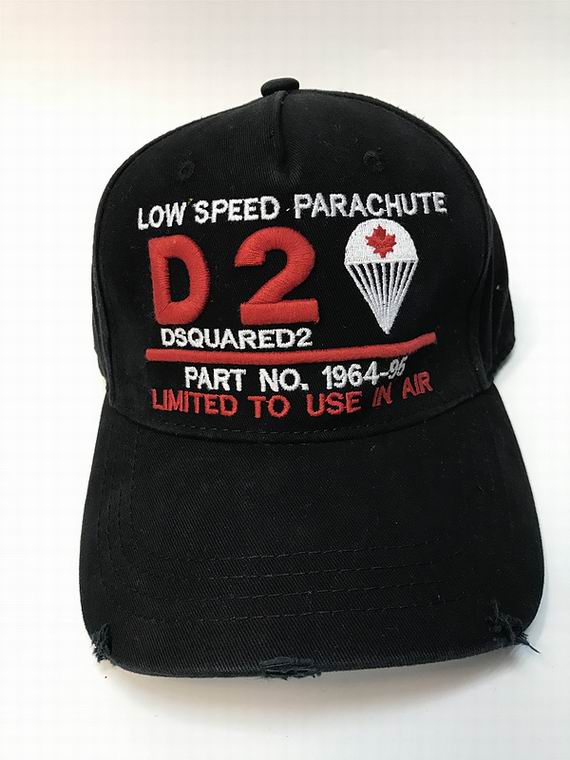 LOW SPEED PARACHUTE
D2
DSQUARED2
PART NO. 1964-95
LIMITED TO USE IN AIR